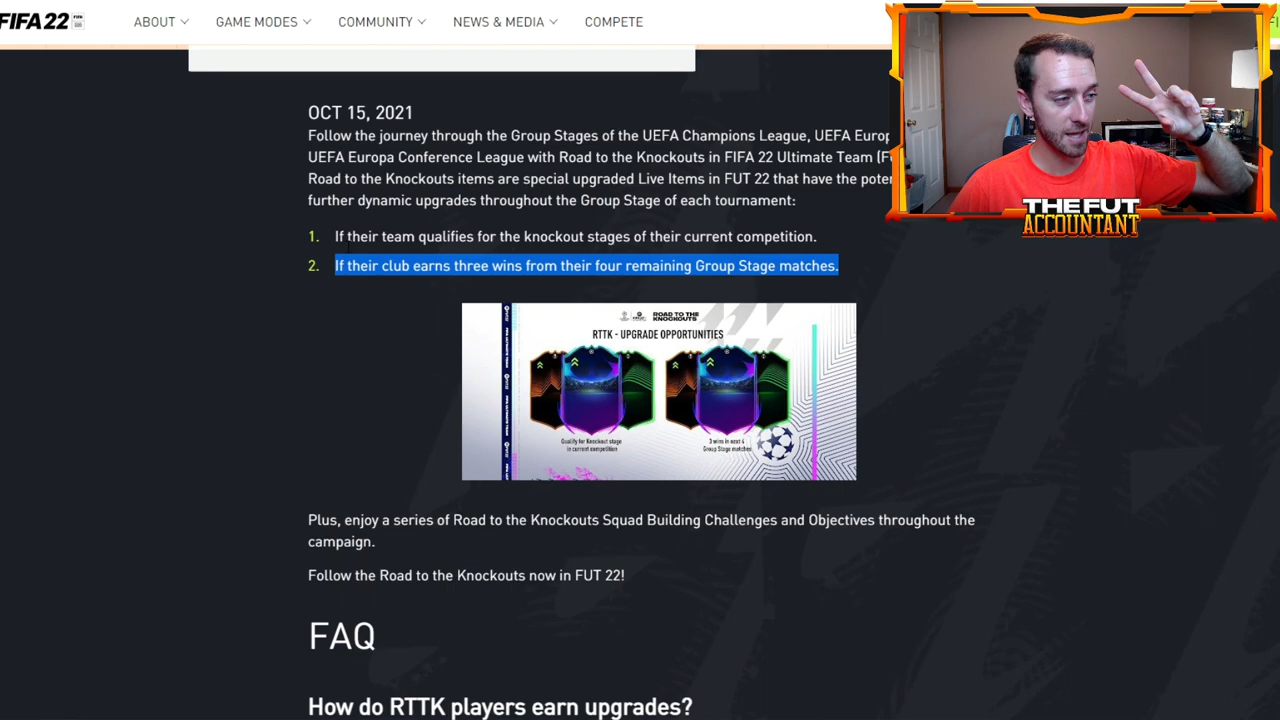 FIFA 22
ABOUT
GAME MODES
COMMUNITY
NEWS & MEDIA
COMPETE
THE FUT
ACCOUNTANT
OCT 15, 2021
Follow the journey through the Group Stages of the UEFA Champions League, UEFA Europ
UEFA Europa Conference League with Road to the Knockouts in FIFA 22 Ultimate Team
Road to the Knockouts items are special upgraded Live Items in FUT 22 that have the poten
further dynamic upgrades throughout the Group Stage of each tournament:
1. If their team qualifies for the knockout stages of their current competition.
2. If their club earns three wins from their four remaining Group Stage matches.
ROAD TO THE
KNOCKOUTS
RTTK - UPGRADE OPPORTUNITIES
Qualify for Knockout stage
in current competition
3 wins in next 4
Group Stage matches
Plus, enjoy a series of Road to the Knockouts Squad Building Challenges and Objectives throughout the
campaign.
Follow the Road to the Knockouts now in FUT 22!
FAQ
How do RTTK players earn upgrades?